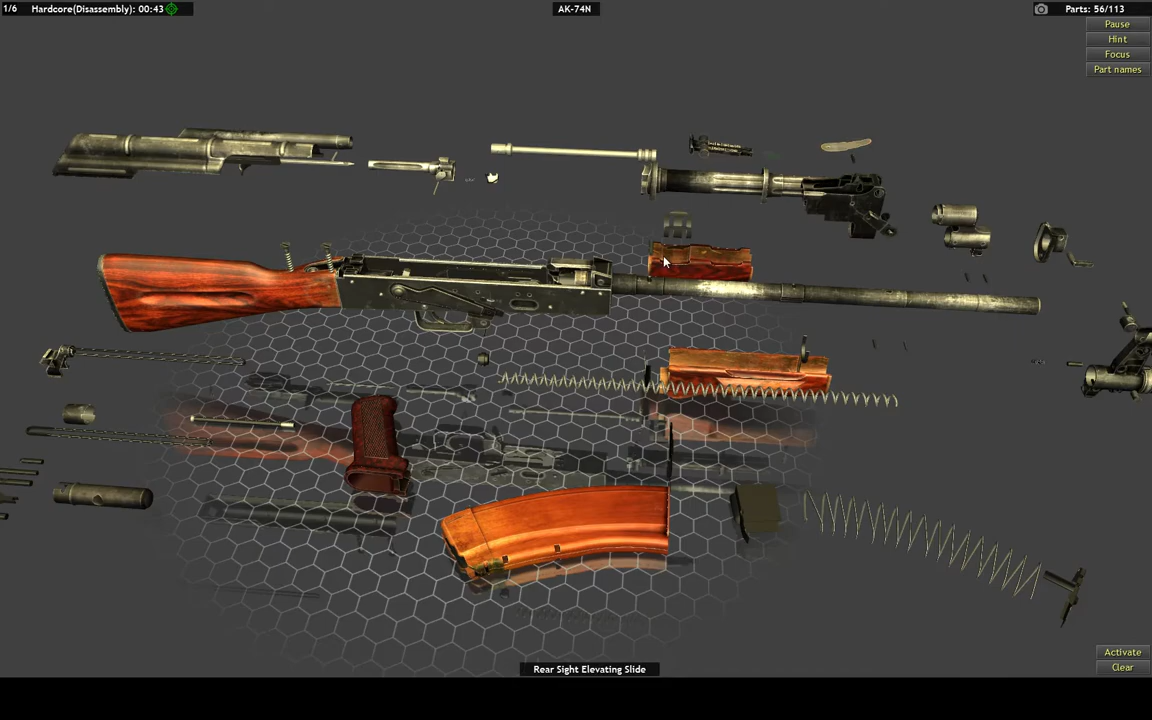 1/6 Hardcore(Disassembly): 00:43
AK-74N
Parts: 56/113
Pause
Hint
Focus
Part names
Activate
Rear Sight Elevating Slide
Clear